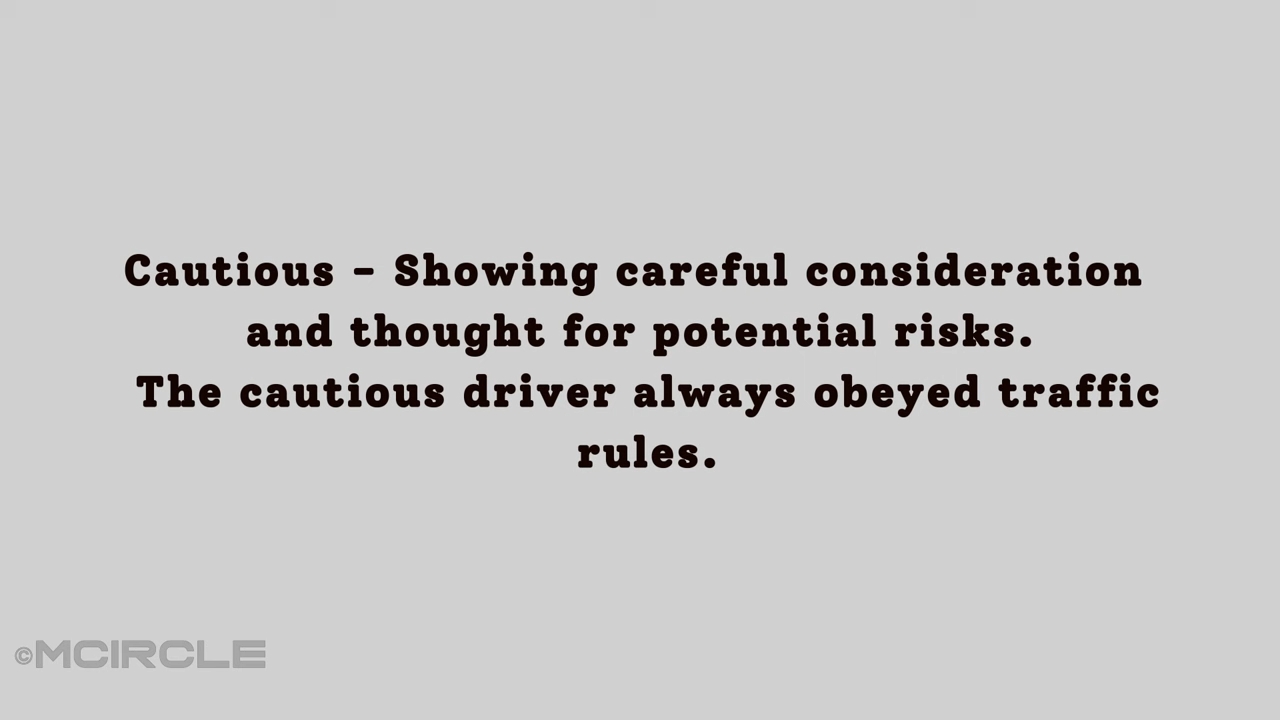 Cautious - Showing careful consideration
and thought for potential risks.
The cautious driver always obeyed traffic
rules.
©MCIRCLE